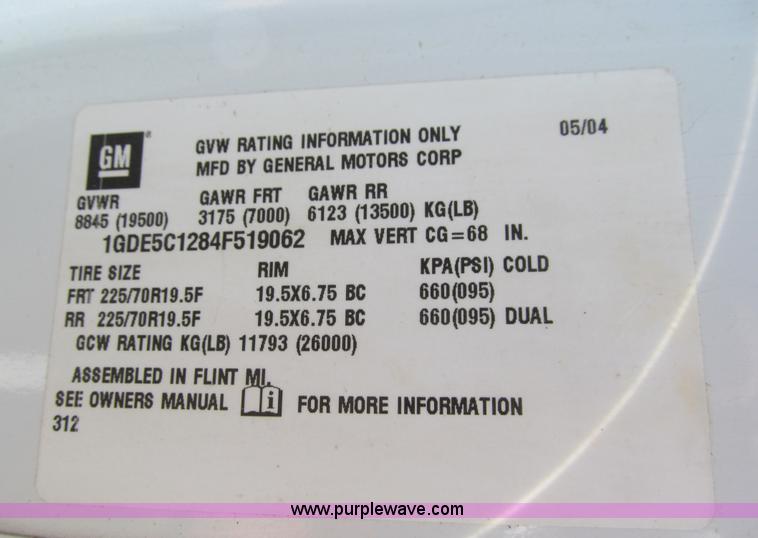 GM
GVW RATING INFORMATION ONLY 05/04
MFD BY GENERAL MOTORS CORP
GVWR GAWR FRT GAWR RR
8845 (19500) 3175 (7000) 6123 (13500) KG(LB)
1GDE5C1284F519062 MAX VERT CG=68 IN.
TIRE SIZE RIM KPA(PSI) COLD
FRT 225/70R19.5F 19.5X6.75 BC 660(095)
RR 225/70R19.5F 19.5X6.75 BC 660(095) DUAL
GCW RATING KG(LB) 11793 (26000)
ASSEMBLED IN FLINT MI.
SEE OWNERS MANUAL i FOR MORE INFORMATION
312
www.purplewave.com